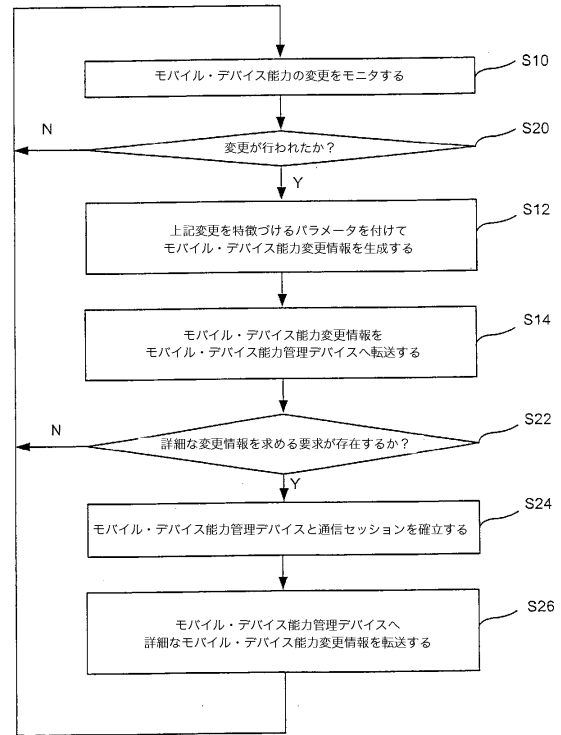 モバイル・デバイス能力の変更をモニタする
S10
N
変更が行われたか？
S20
Y
上記変更を特徴づけるパラメータを付けて
モバイル・デバイス能力変更情報を生成する
S12
モバイル・デバイス能力変更情報を
モバイル・デバイス能力管理デバイスへ転送する
S14
N
詳細な変更情報を求める要求が存在するか？
S22
Y
モバイル・デバイス能力管理デバイスと通信セッションを確立する
S24
モバイル・デバイス能力管理デバイスへ
詳細なモバイル・デバイス能力変更情報を転送する
S26